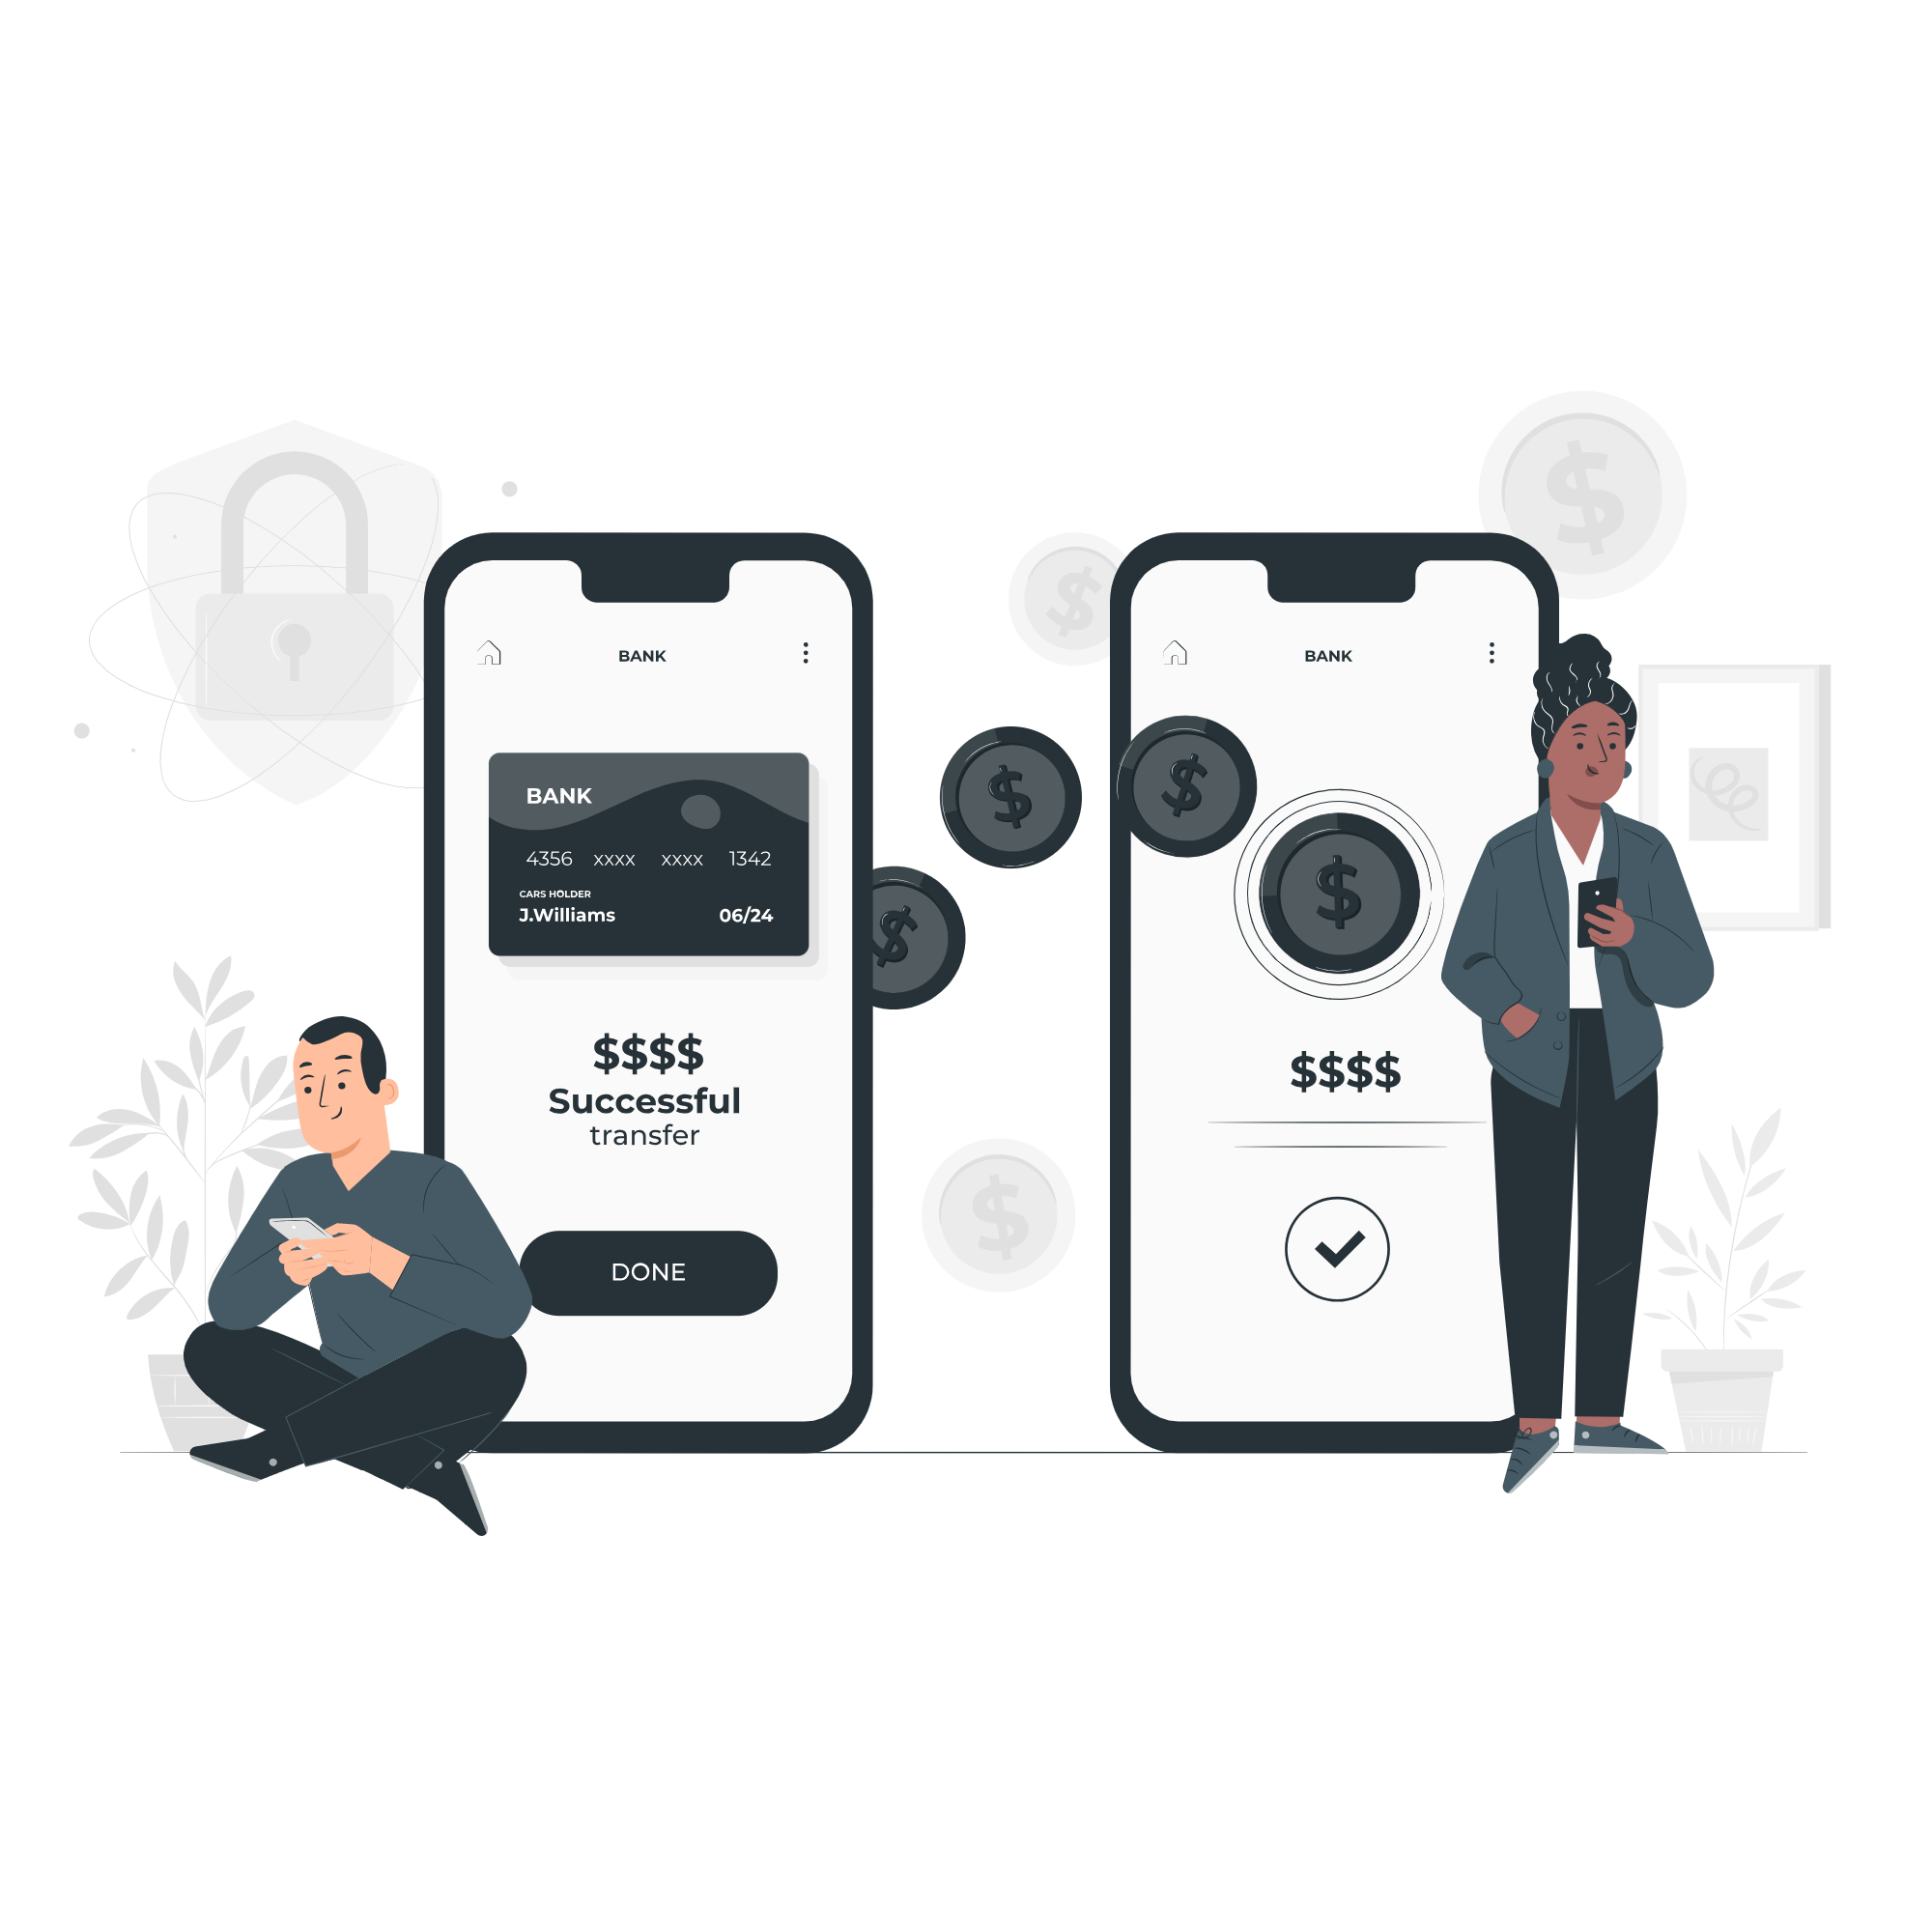 BANK
BANK
4356 xxxx xxxx 1342
CARS HOLDER
J.Williams 06/24
$$$$
Successful
transfer
DONE
BANK
$
$
$
$
$$$$
$
$
$